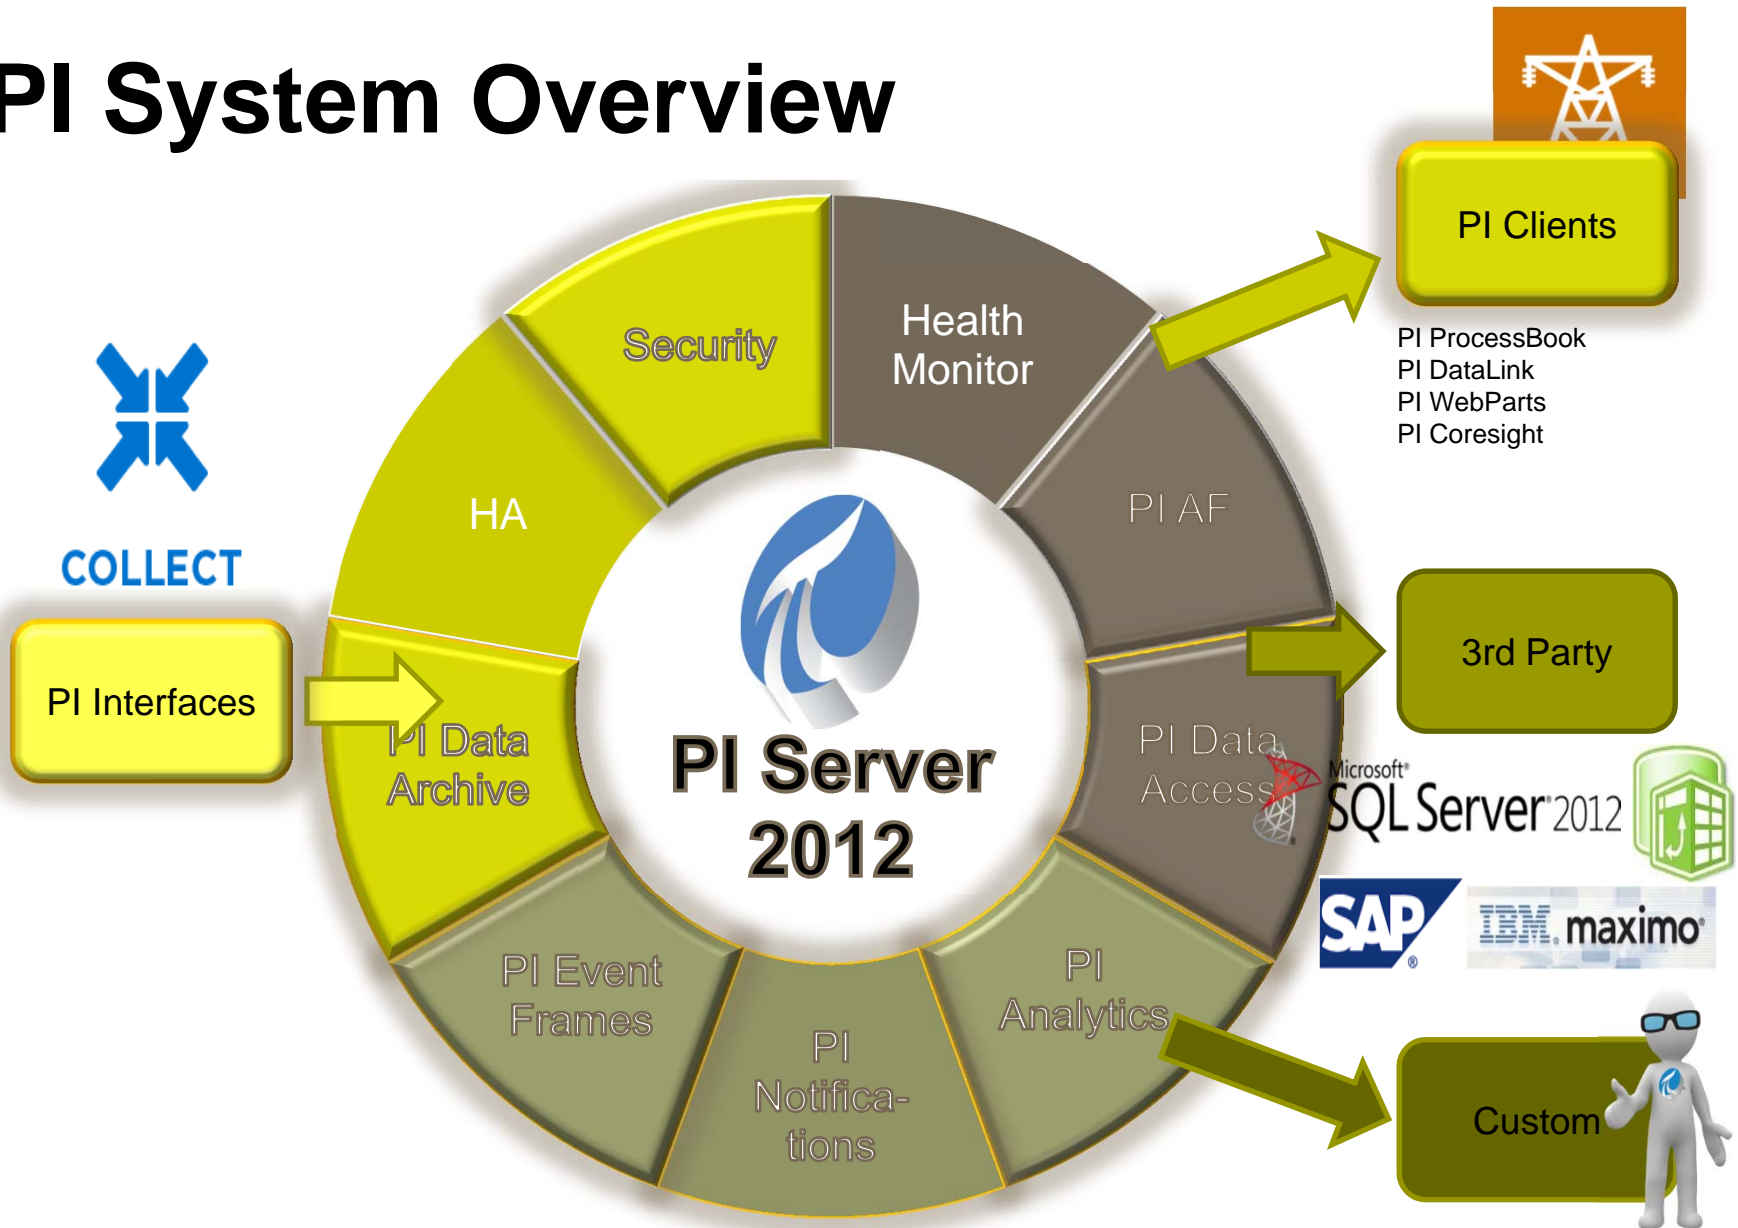 PI System Overview
PI Clients
PI ProcessBook
PI DataLink
PI WebParts
PI Coresight
Security
Health
Monitor
HA
PI AF
COLLECT
PI Interfaces
PI Data
Archive
PI Server
2012
PI Data
Access
3rd Party
Microsoft®
SQL Server® 2012
SAP®
IBM. maximo®
PI Event
Frames
PI
Notifica-
tions
PI
Analytics
Custom